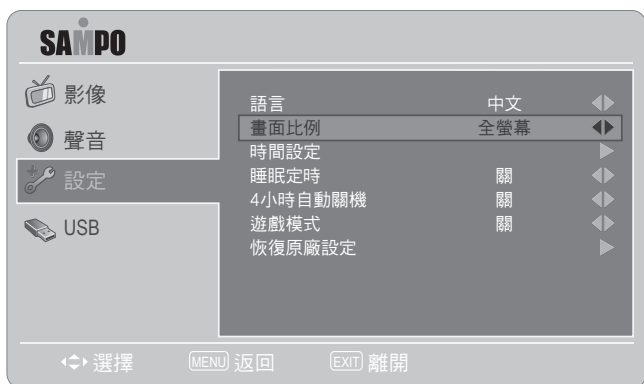 SAMPO
影像
聲音
設定
USB
語言 中文
畫面比例 全螢幕
時間設定
睡眠定時 關
4小時自動關機 關
遊戲模式 關
恢復原廠設定
選擇 MENU 返回 EXIT 離開